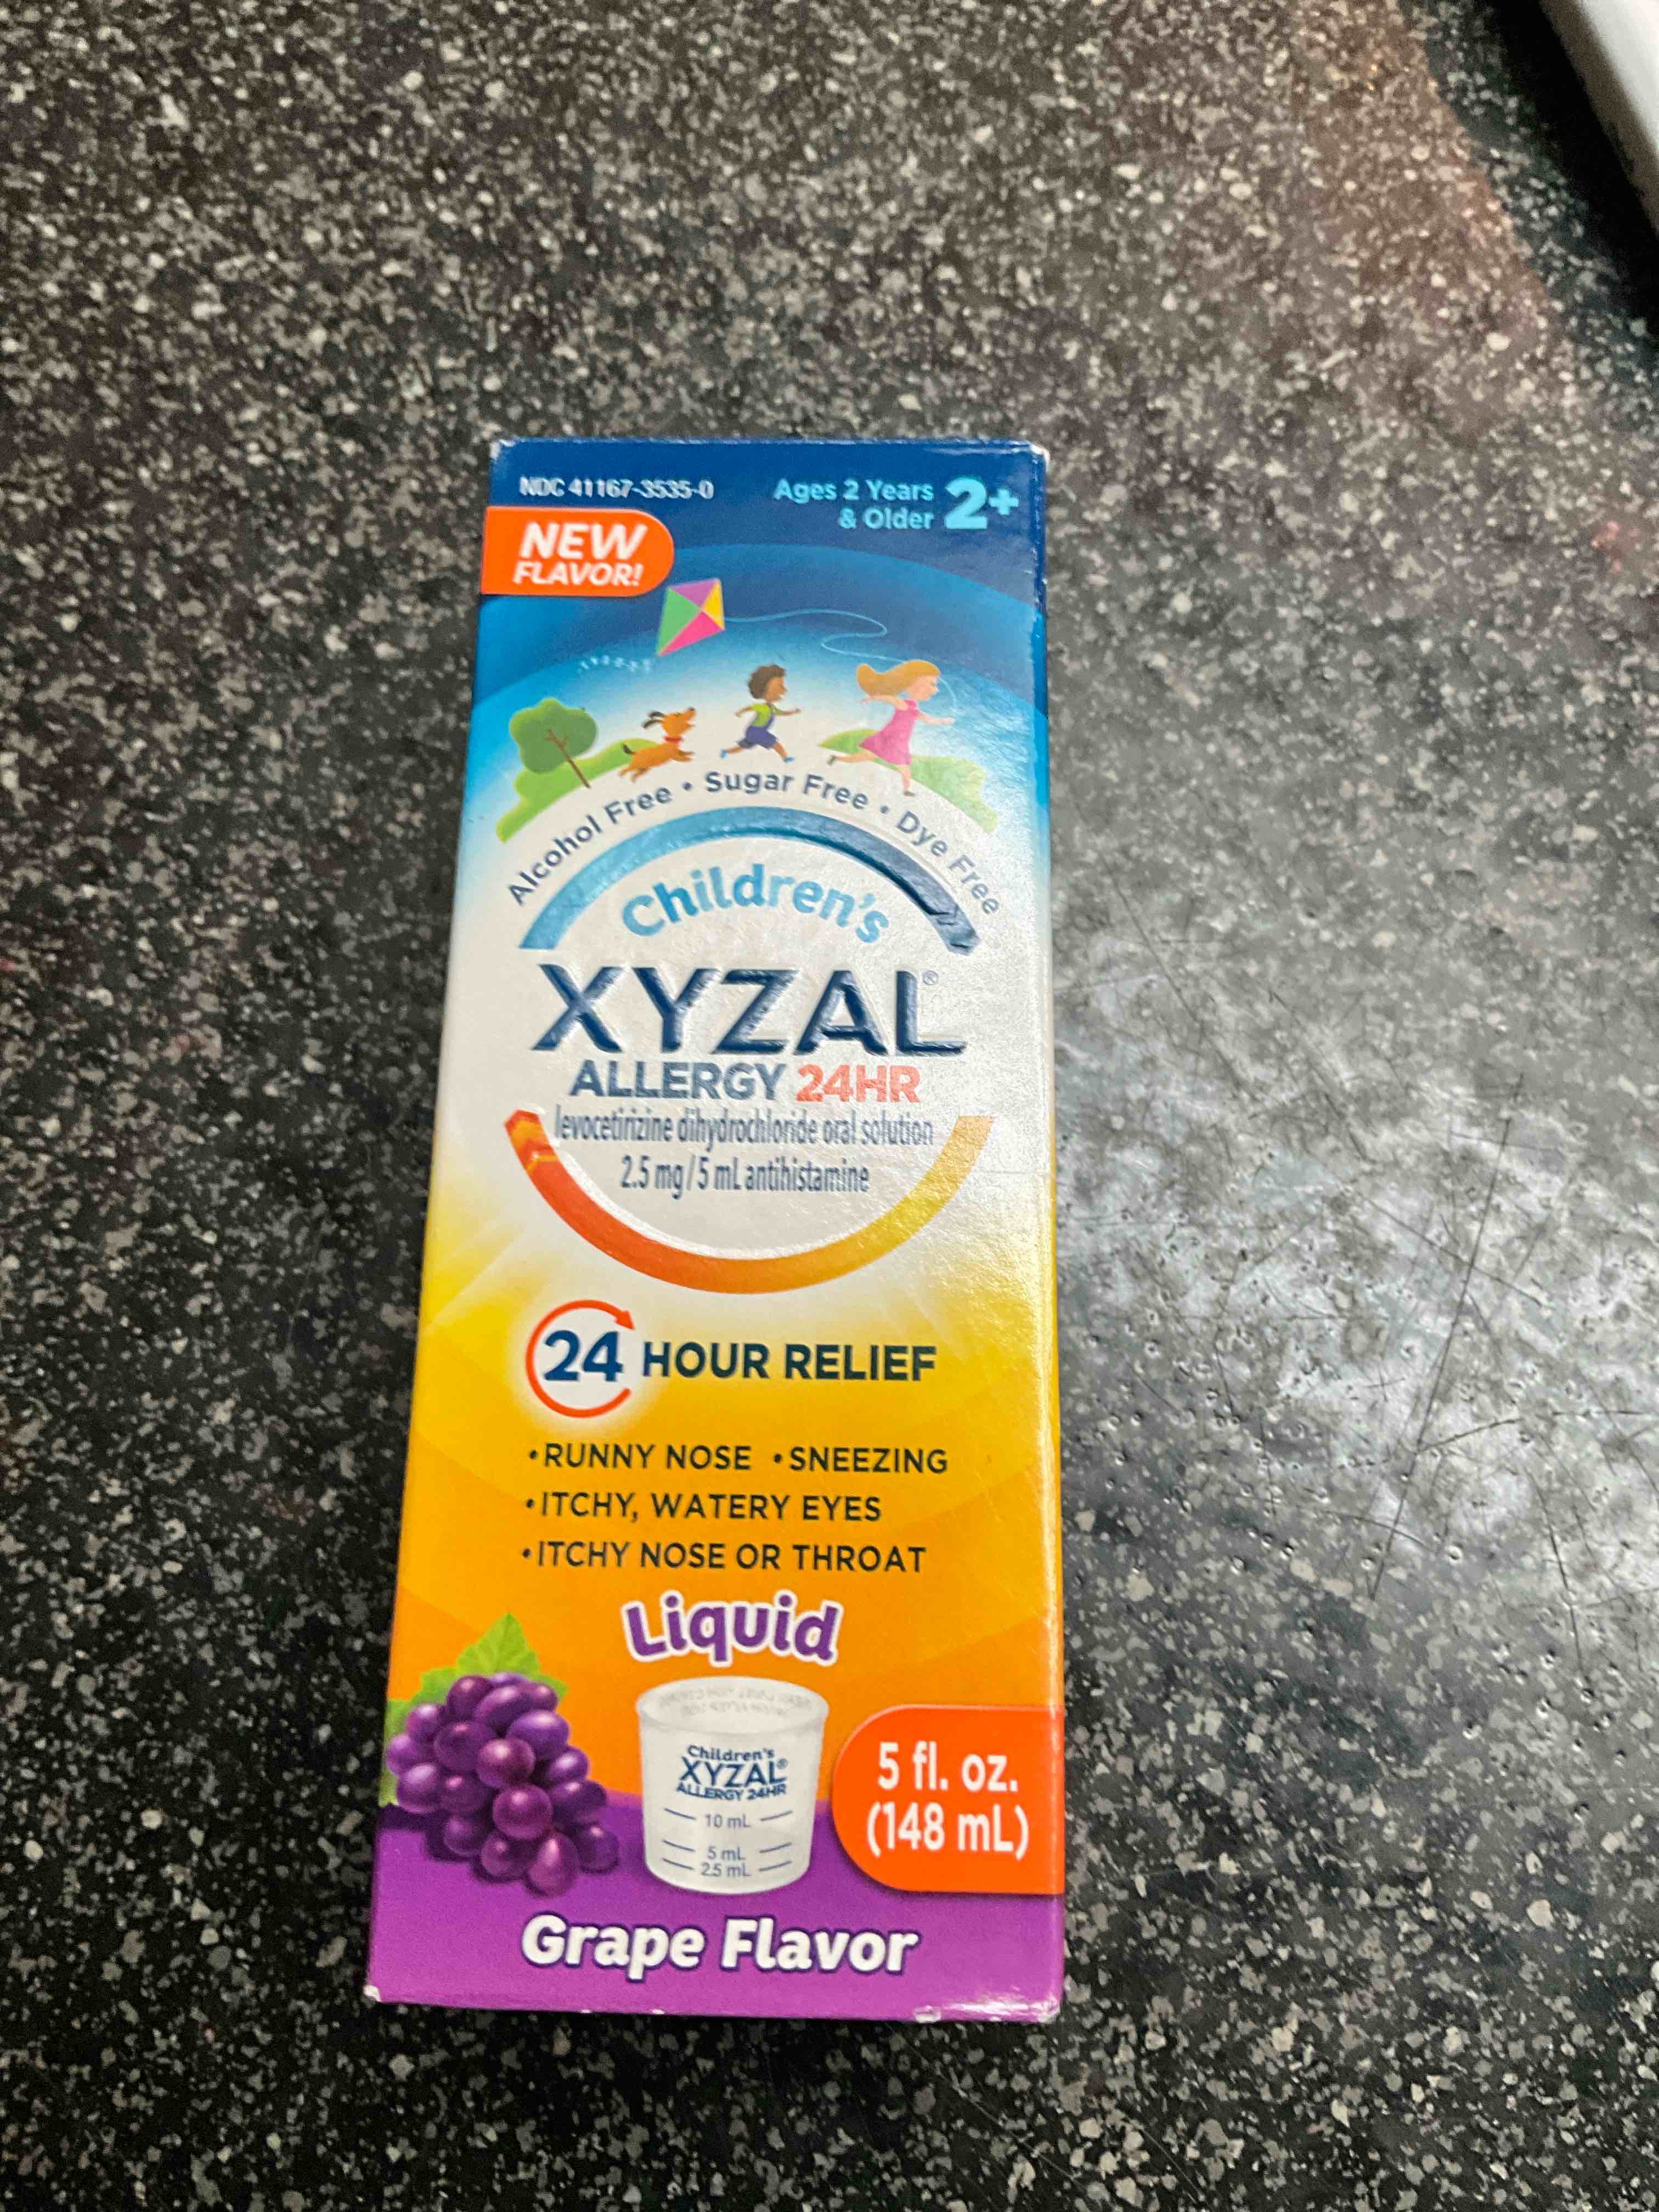 NDC 41167-3535-0
Ages 2 Years
& Older 2+
NEW
FLAVOR!
Alcohol Free • Sugar Free • Dye Free
Children's
XYZAL®
ALLERGY 24HR
levocetirizine dihydrochloride oral solution
2.5 mg/5 mL antihistamine
24 HOUR RELIEF
• RUNNY NOSE • SNEEZING
• ITCHY, WATERY EYES
• ITCHY NOSE OR THROAT
Liquid
Children's
XYZAL®
ALLERGY 24HR
10 mL
5 mL
2.5 mL
5 fl. oz.
(148 mL)
Grape Flavor